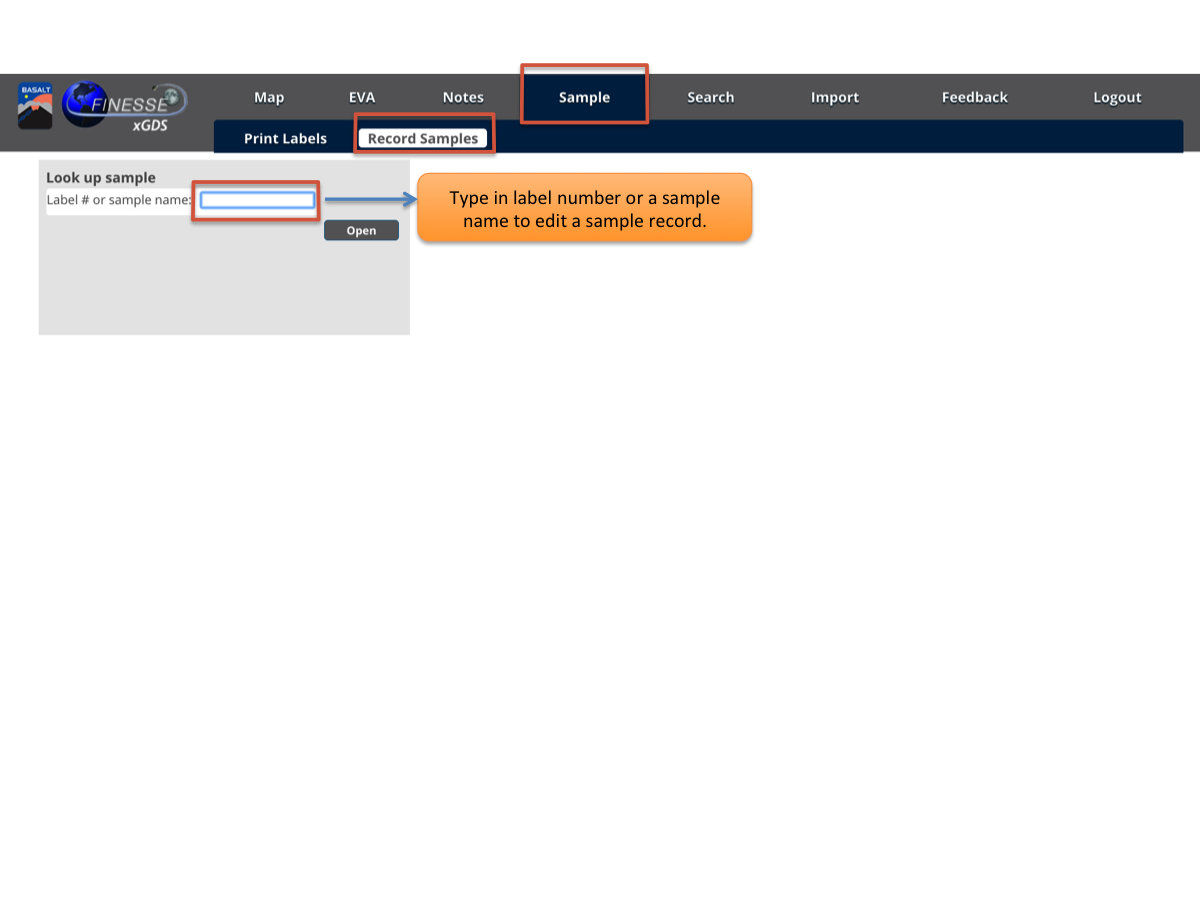 BASALT
FINESSE
xGDS
Map EVA Notes Sample Search Import Feedback Logout
Print Labels Record Samples
Look up sample
Label # or sample name:
Open
Type in label number or a sample
name to edit a sample record.